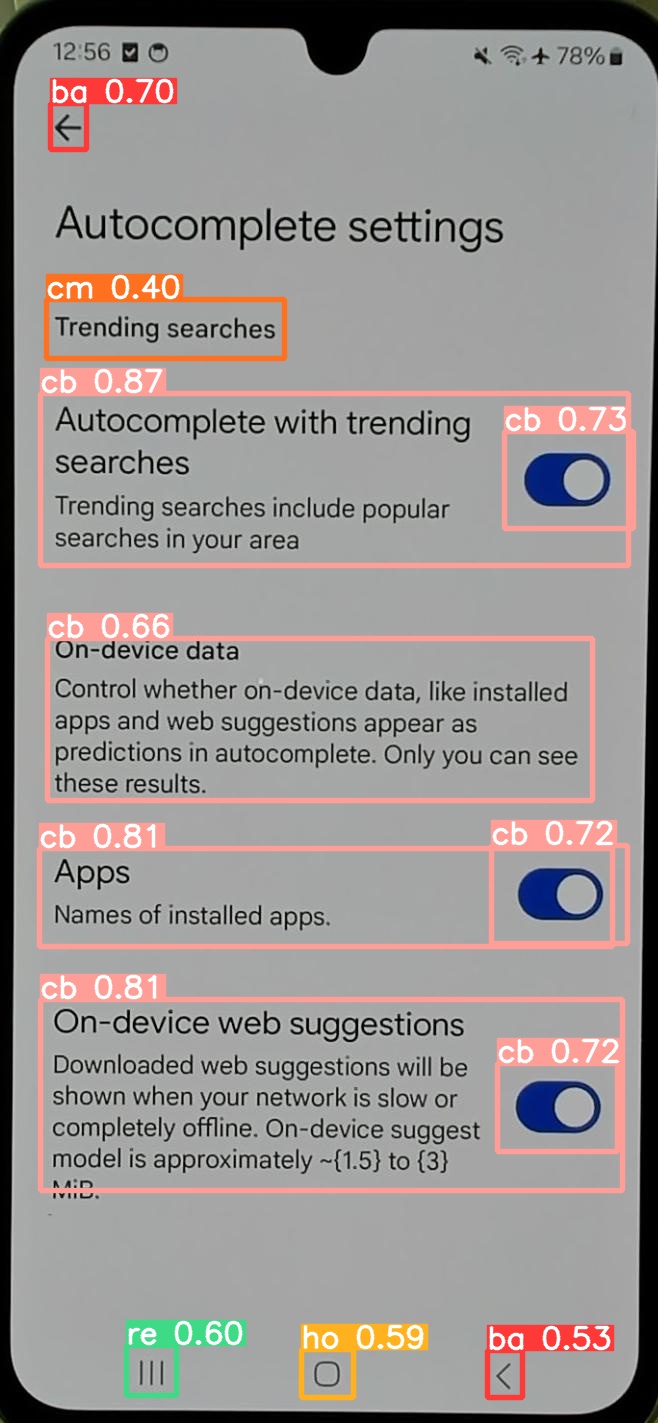 12:56 78%
ba 0.70
Autocomplete settings
cm 0.40
Trending searches
cb 0.87
Autocomplete with trending
searches
cb 0.73
Trending searches include popular
searches in your area
cb 0.66
On-device data
Control whether on-device data, like installed
apps and web suggestions appear as
predictions in autocomplete. Only you can see
these results.
cb 0.81
cb 0.72
Apps
Names of installed apps.
cb 0.81
On-device web suggestions
cb 0.72
Downloaded web suggestions will be
shown when your network is slow or
completely offline. On-device suggest
model is approximately ~{1.5} to {3}
MiB.
re 0.60
ho 0.59
ba 0.53